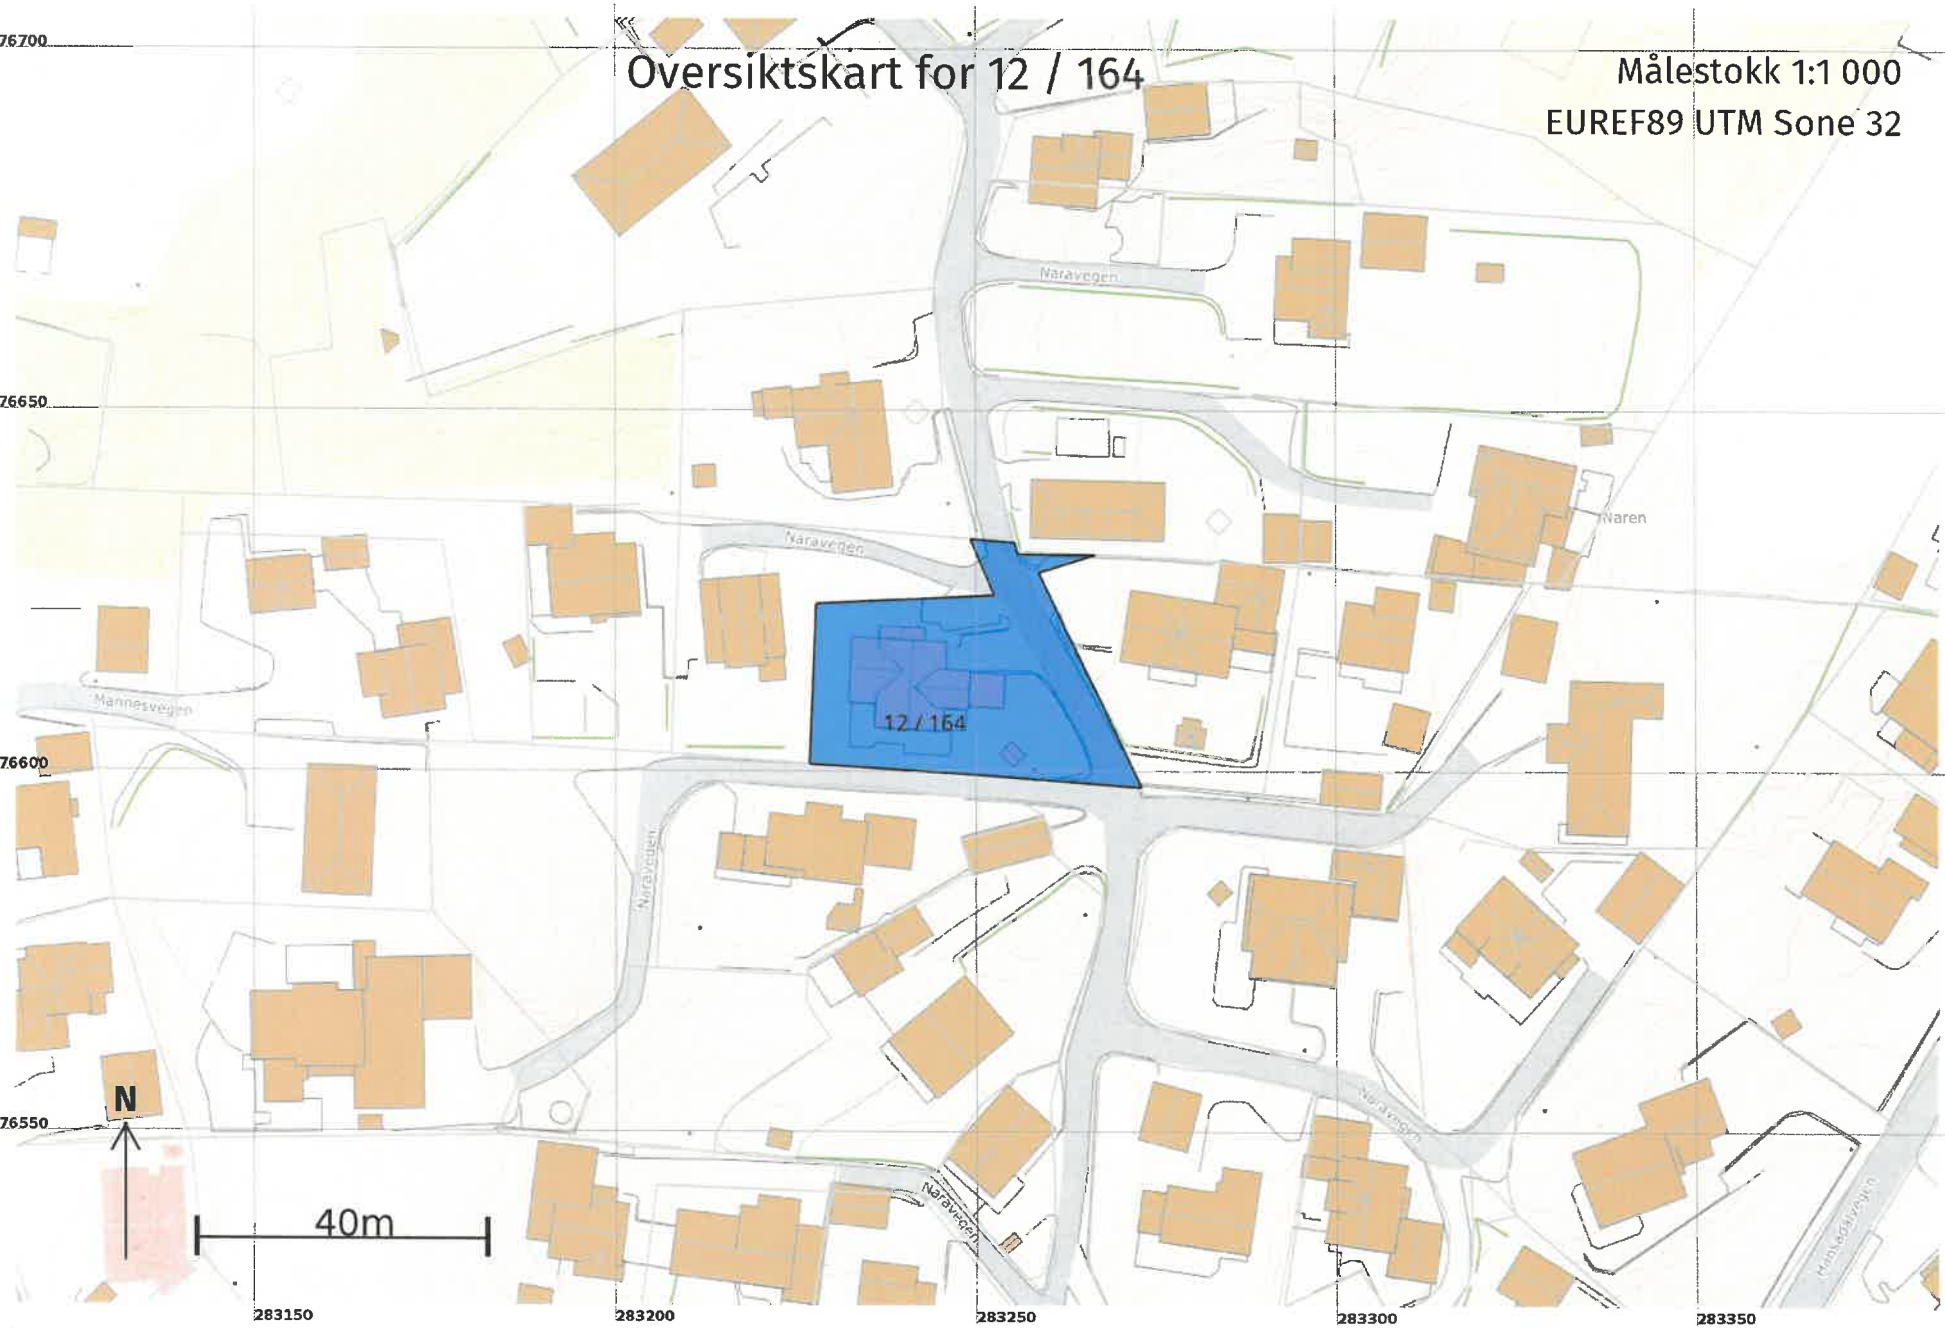 76700
Oversiktskart for 12 / 164
Målestokk 1:1 000
EUREF89 UTM Sone 32
Naravegen
76650
Naren
Naravegen
Mannesvegen
12 / 164
76600
Naravegen
N
76550
Naravegen
Naravegen
Mansadalvegen
40m
283150
283200
283250
283300
283350